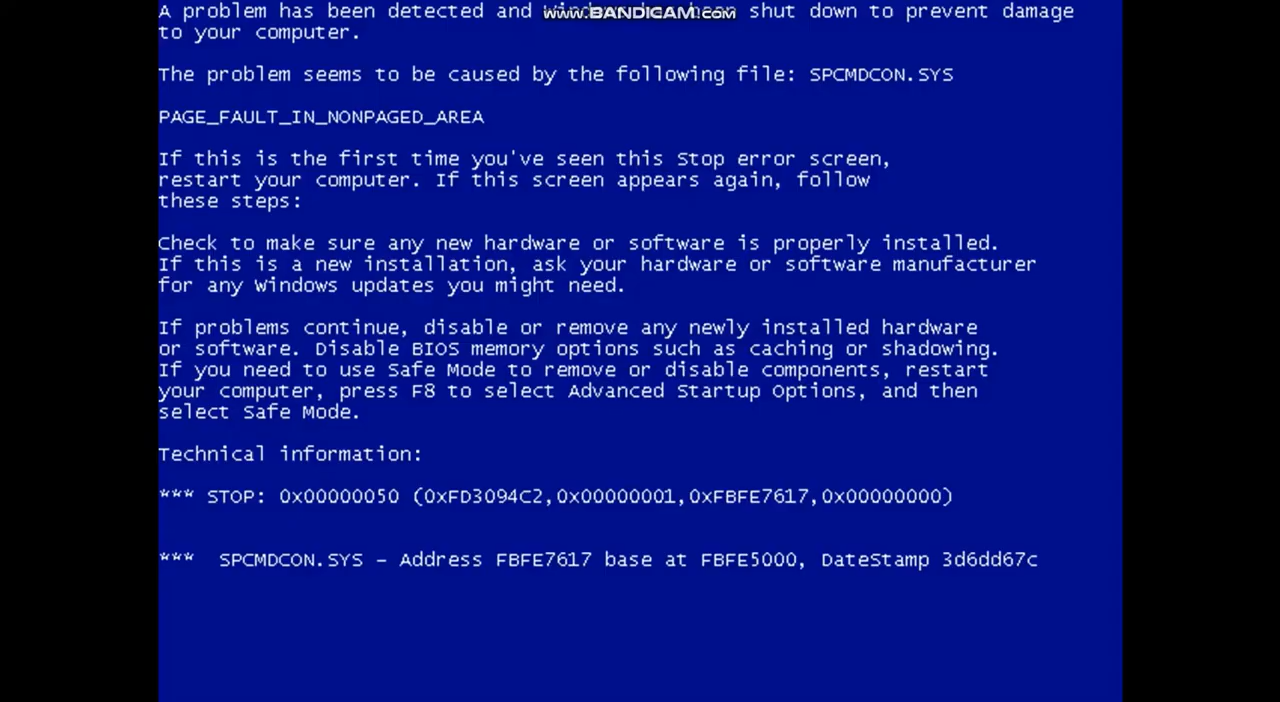 A problem has been detected and shut down to prevent damage
www.BANDICAM.com
to your computer.
The problem seems to be caused by the following file: SPCMDCON.SYS
PAGE_FAULT_IN_NONPAGED_AREA
If this is the first time you've seen this Stop error screen,
restart your computer. If this screen appears again, follow
these steps:
Check to make sure any new hardware or software is properly installed.
If this is a new installation, ask your hardware or software manufacturer
for any Windows updates you might need.
If problems continue, disable or remove any newly installed hardware
or software. Disable BIOS memory options such as caching or shadowing.
If you need to use Safe Mode to remove or disable components, restart
your computer, press F8 to select Advanced Startup Options, and then
select Safe Mode.
Technical information:
*** STOP: 0x00000050 (0xFD3094C2,0x00000001,0xFBFE7617,0x00000000)
*** SPCMDCON.SYS - Address FBFE7617 base at FBFE5000, DateStamp 3d6dd67c